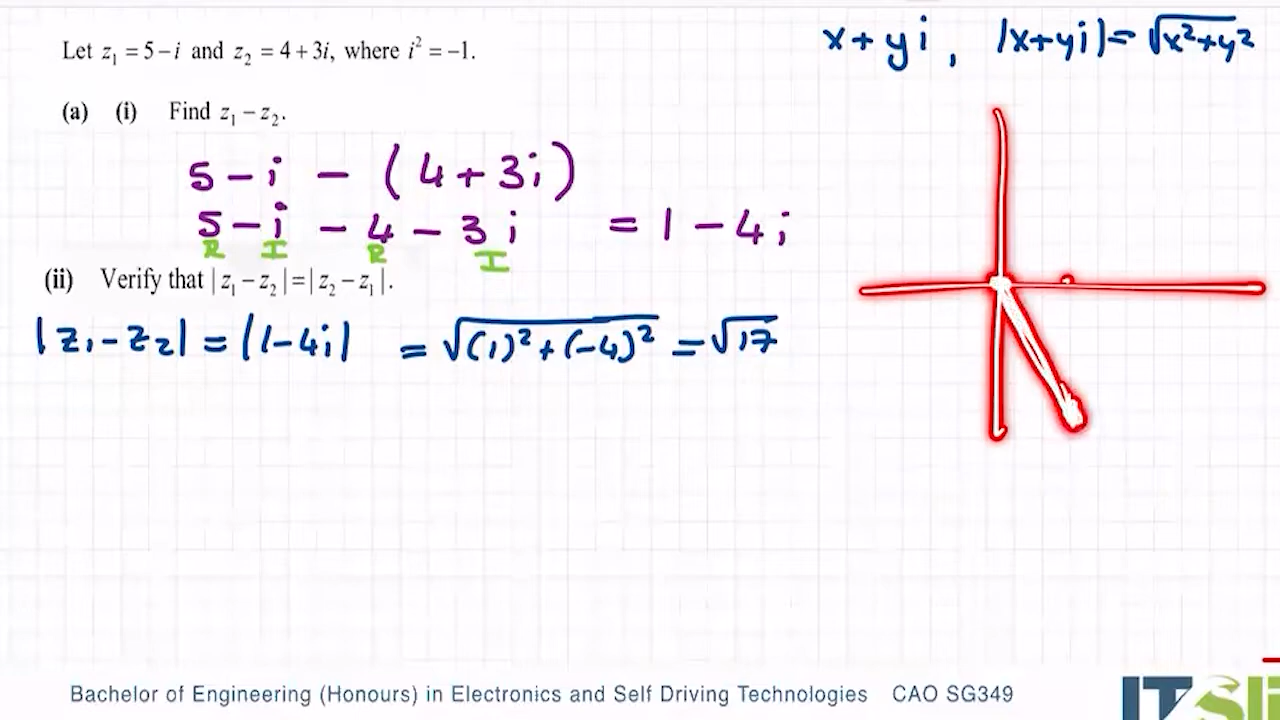 Let z₁ = 5 – i and z₂ = 4 + 3i, where i² = –1.
x + yi , |x+yi| = √x²+y²
(a) (i) Find z₁ – z₂.
5 – i – (4 + 3i)
5 – i – 4 – 3i = 1 – 4i
R I R I
(ii) Verify that | z₁ – z₂ | = | z₂ – z₁ |.
|z₁ – z₂| = |1 – 4i| = √(1)² + (–4)² = √17
Bachelor of Engineering (Honours) in Electronics and Self Driving Technologies CAO SG349